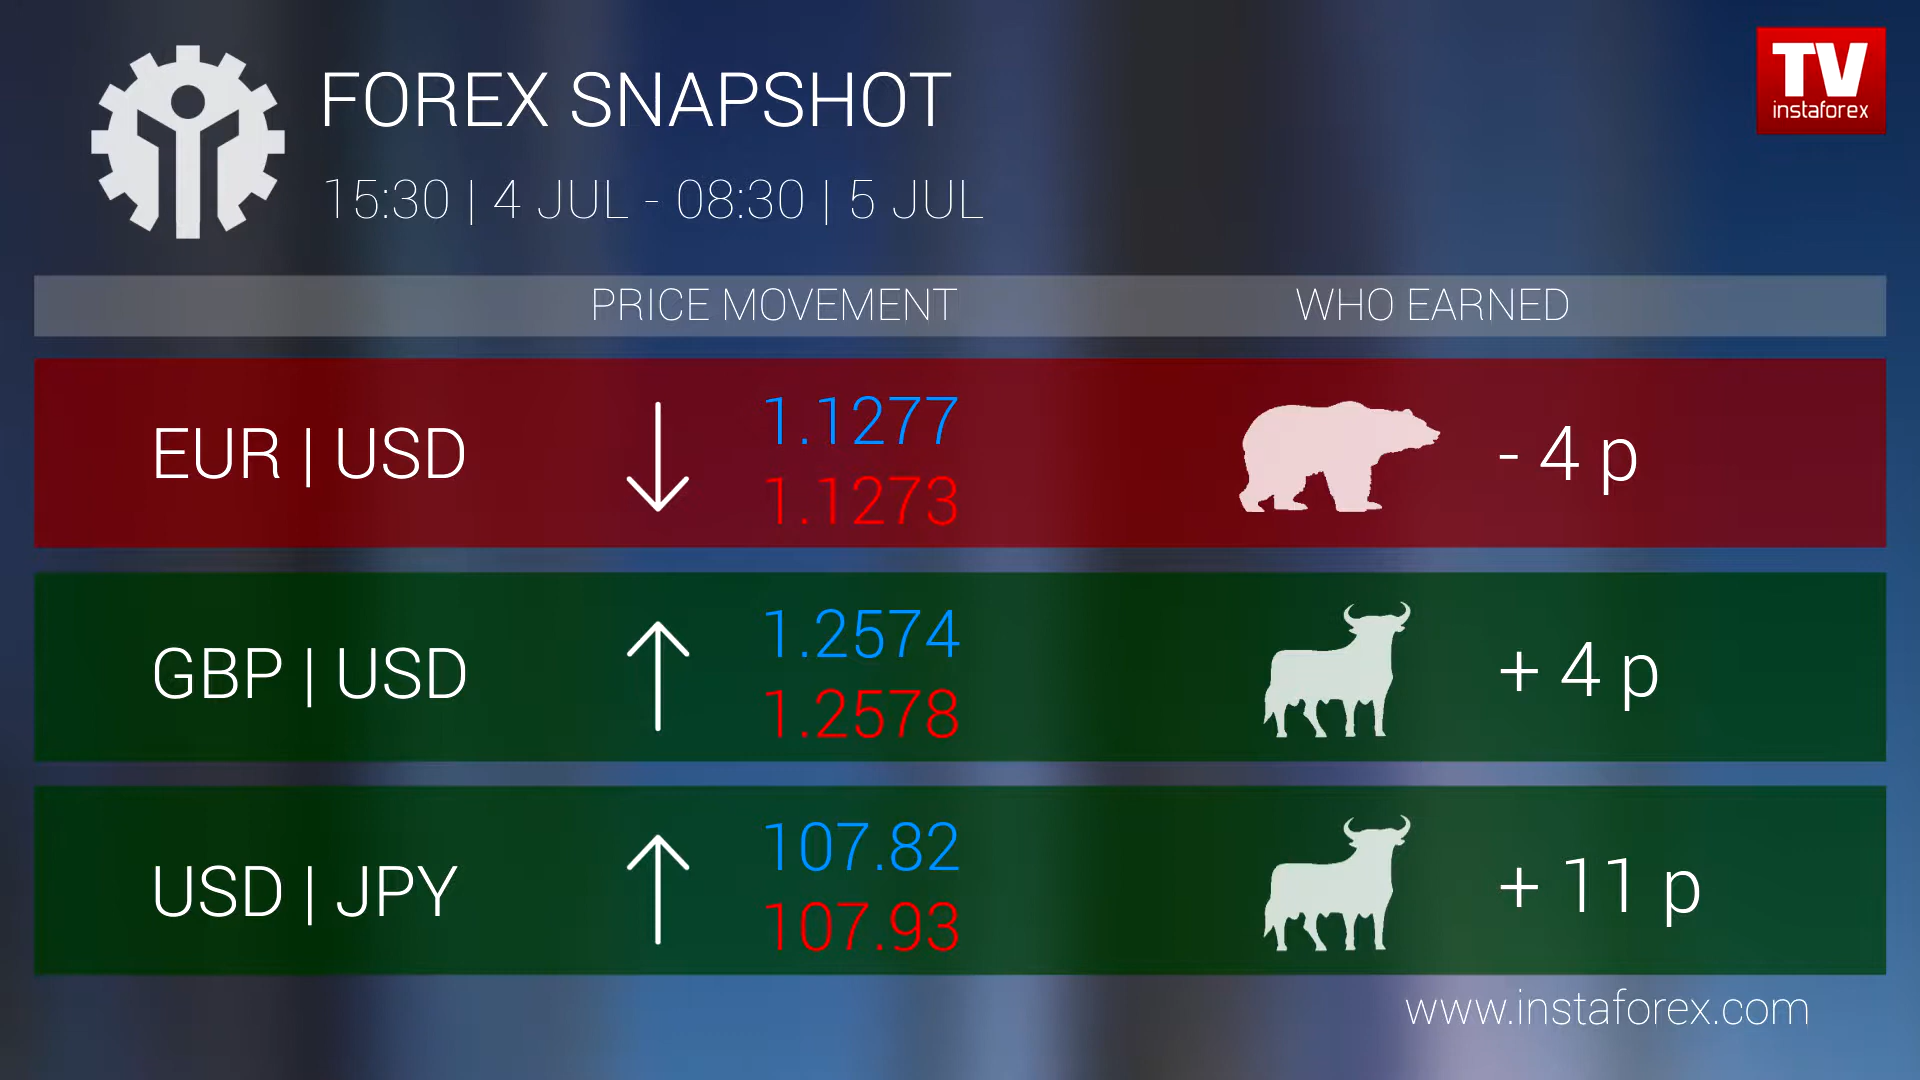 FOREX SNAPSHOT
TV
instaforex
15:30 | 4 JUL - 08:30 | 5 JUL
PRICE MOVEMENT WHO EARNED
EUR | USD 1.1277 - 4 p
1.1273
GBP | USD 1.2574 + 4 p
1.2578
USD | JPY 107.82 + 11 p
107.93
www.instaforex.com